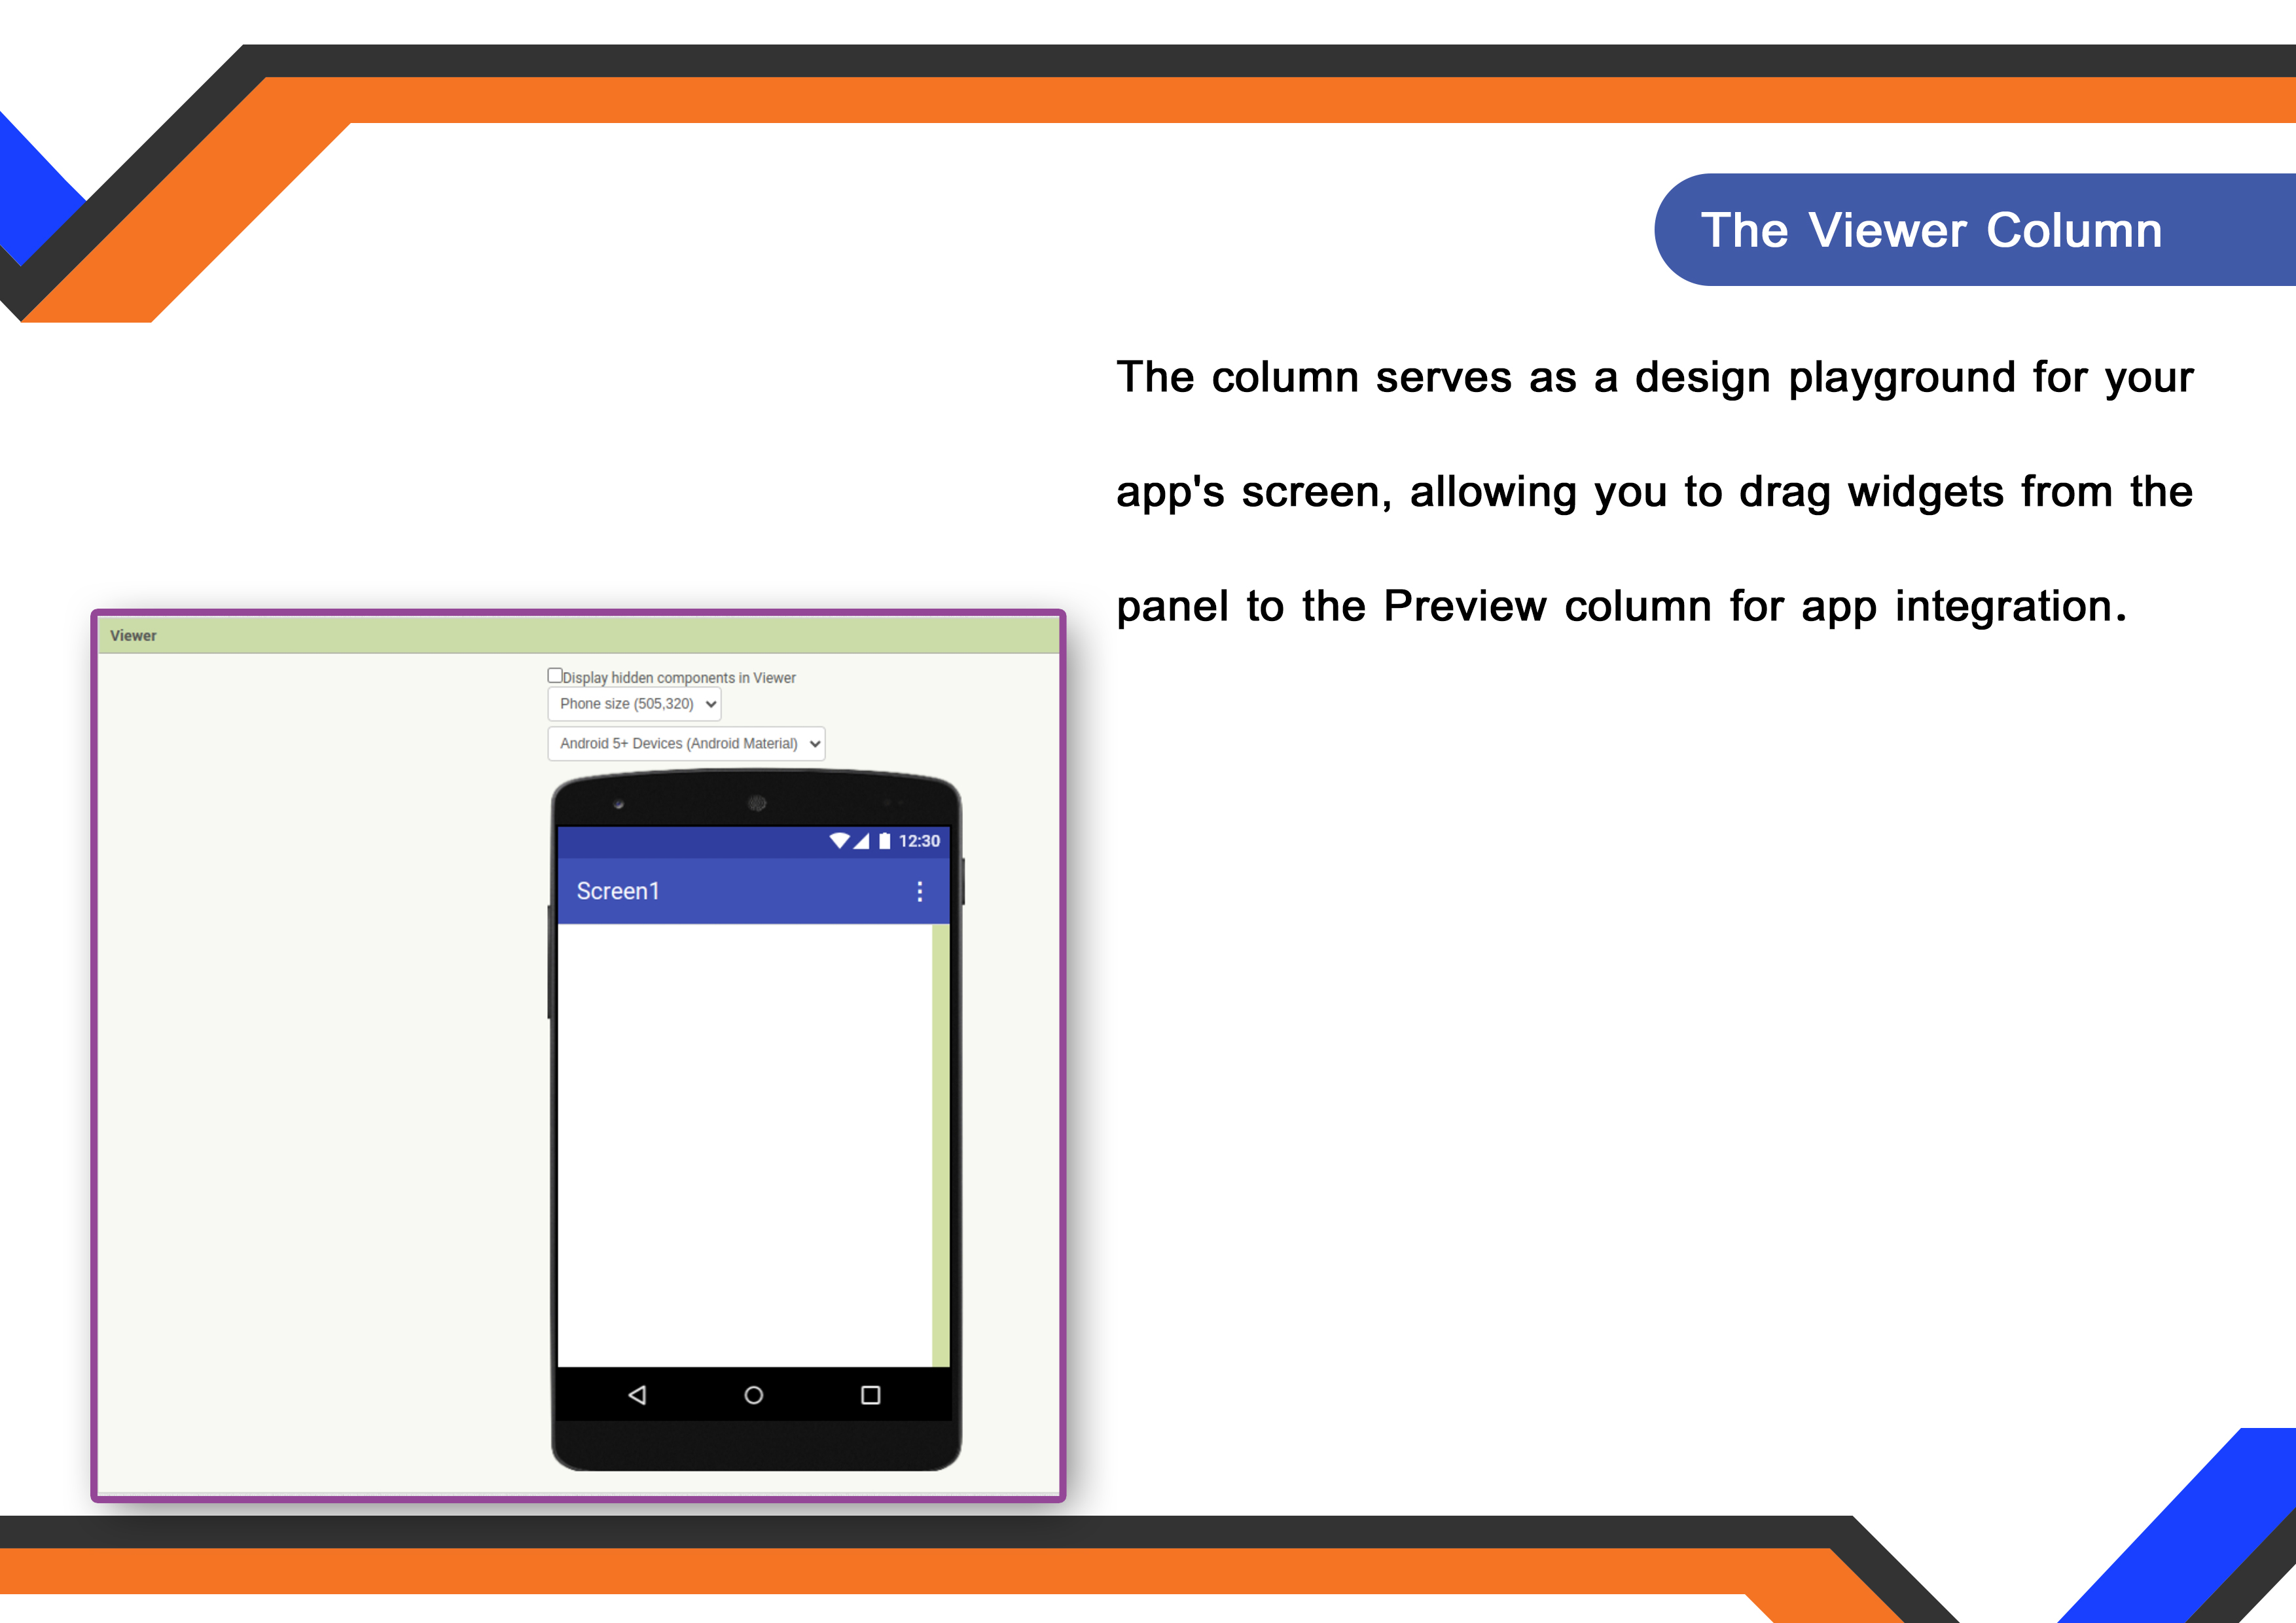 The Viewer Column
The column serves as a design playground for your
app's screen, allowing you to drag widgets from the
panel to the Preview column for app integration.
Viewer
Display hidden components in Viewer
Phone size (505,320)
Android 5+ Devices (Android Material)
12:30
Screen1